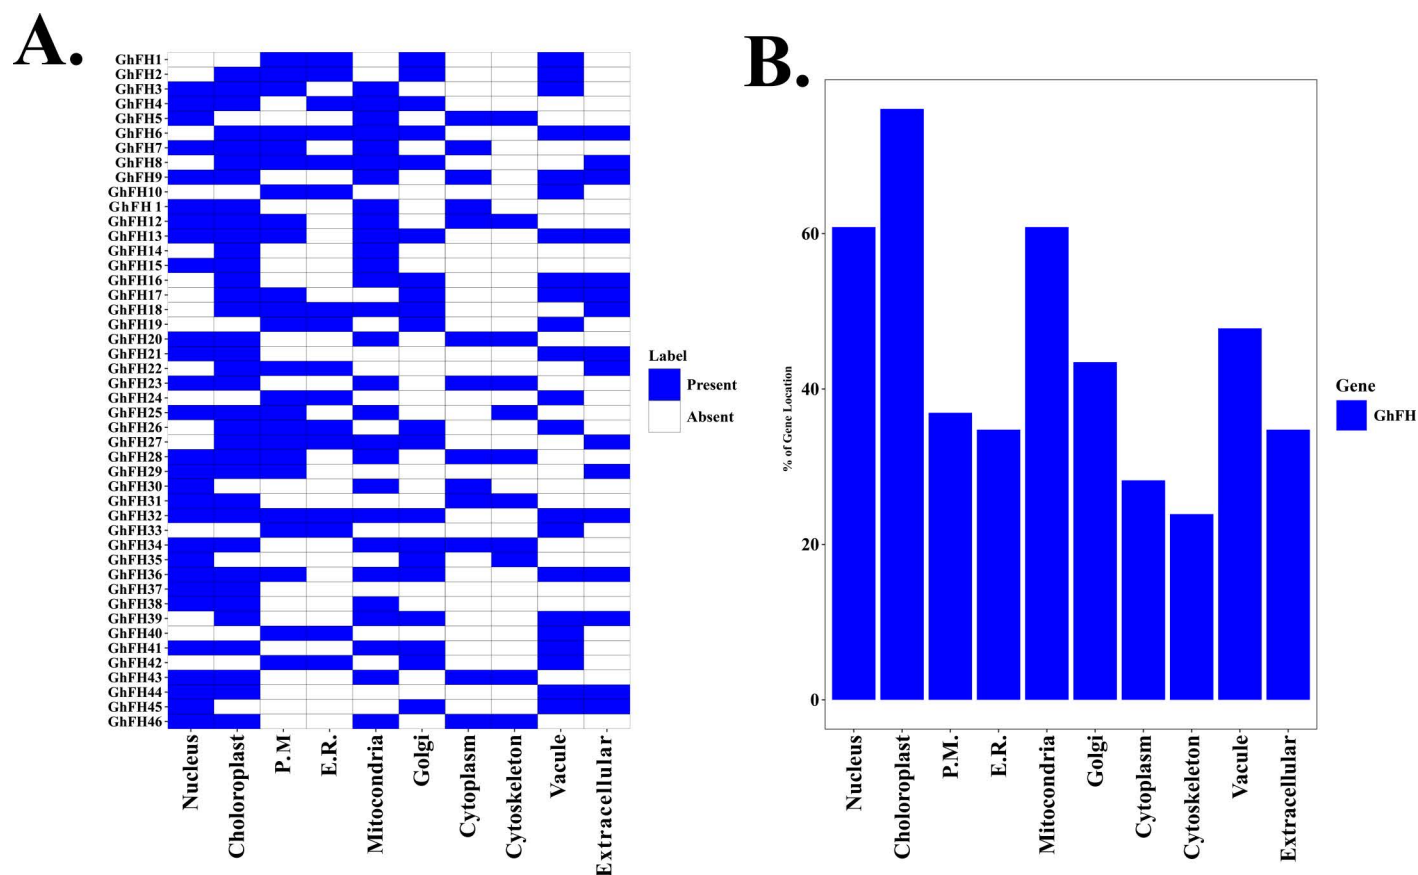 A.
GhFH1
GhFH2
GhFH3
GhFH4
GhFH5
GhFH6
GhFH7
GhFH8
GhFH9
GhFH10
GhFH1
GhFH12
GhFH13
GhFH14
GhFH15
GhFH16
GhFH17
GhFH18
GhFH19
GhFH20
GhFH21
GhFH22
GhFH23
GhFH24
GhFH25
GhFH26
GhFH27
GhFH28
GhFH29
GhFH30
GhFH31
GhFH32
GhFH33
GhFH34
GhFH35
GhFH36
GhFH37
GhFH38
GhFH39
GhFH40
GhFH41
GhFH42
GhFH43
GhFH44
GhFH45
GhFH46
Nucleus
Choloroplast
P.M
E.R.
Mitocondria
Golgi
Cytoplasm
Cytoskeleton
Vacule
Extracellular
Label
Present
Absent
B.
% of Gene Location
60
40
20
0
Nucleus
Choloroplast
P.M.
E.R.
Mitocondria
Golgi
Cytoplasm
Cytoskeleton
Vacule
Extracellular
Gene
GhFH